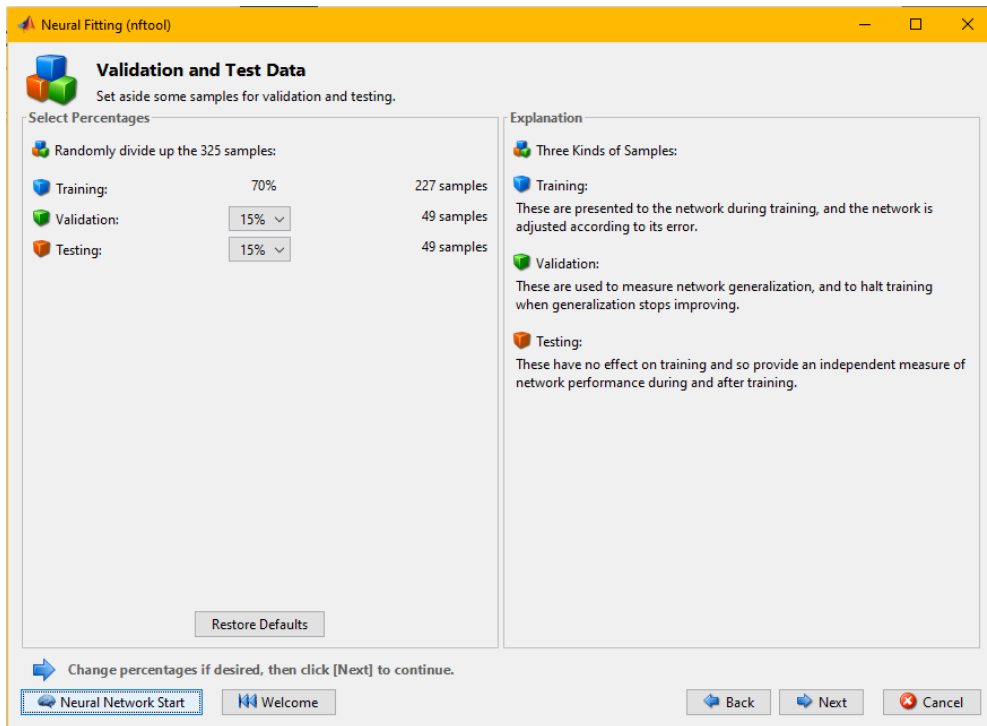 Neural Fitting (nftool)
Validation and Test Data
Set aside some samples for validation and testing.
Select Percentages
Randomly divide up the 325 samples:
Training: 70% 227 samples
Validation: 15% 49 samples
Testing: 15% 49 samples
Restore Defaults
Explanation
Three Kinds of Samples:
Training:
These are presented to the network during training, and the network is
adjusted according to its error.
Validation:
These are used to measure network generalization, and to halt training
when generalization stops improving.
Testing:
These have no effect on training and so provide an independent measure of
network performance during and after training.
Change percentages if desired, then click [Next] to continue.
Neural Network Start Welcome Back Next Cancel